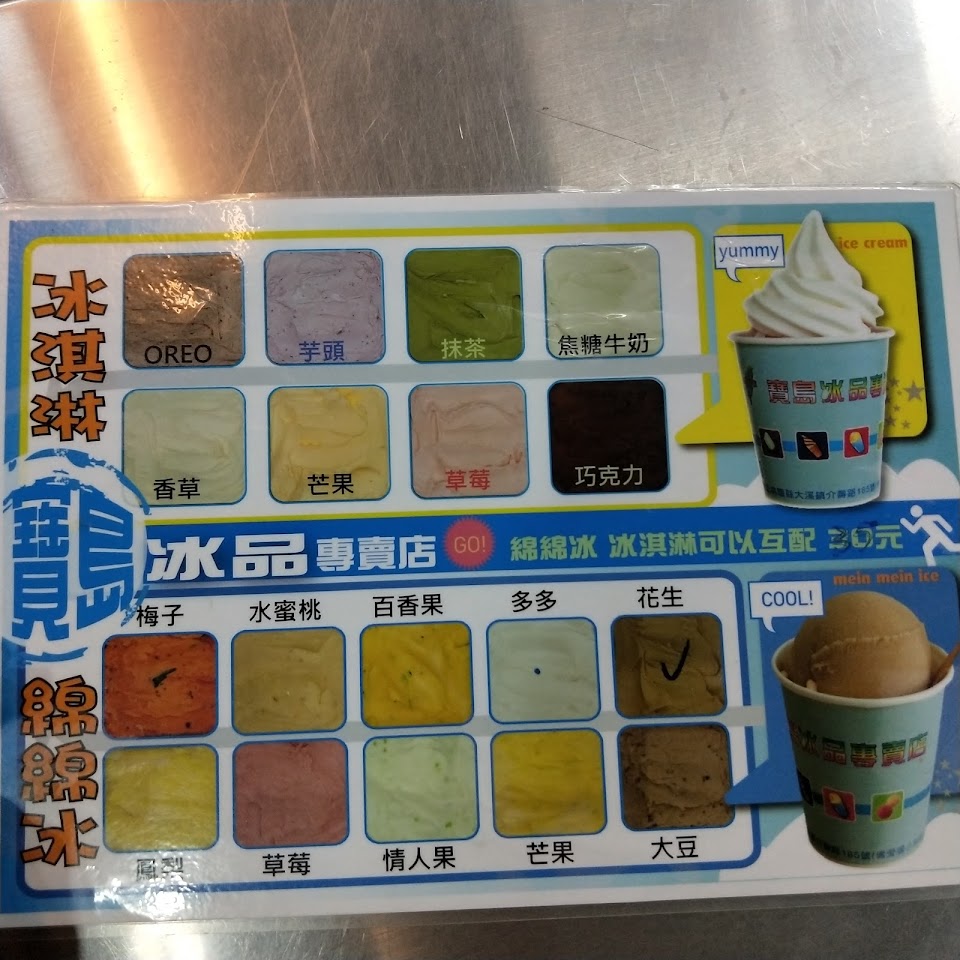 冰淇淋
OREO 芋頭 抹茶 焦糖牛奶
香草 芒果 草莓 巧克力
yummy
ice cream
寶島冰品專
寶島
冰品專賣店
GO!
綿綿冰 冰淇淋可以互配 元
綿綿冰
梅子 水蜜桃 百香果 多多 花生
鳳梨 草莓 情人果 芒果 大豆
COOL!
mein mein ice
冰品專賣店